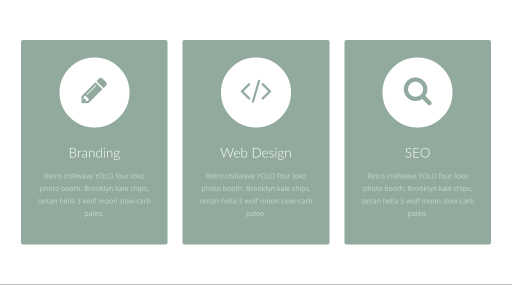 Branding
Retro chillwave YOLO four loko
photo booth. Brooklyn kale chips,
seitan hella 3 wolf moon slow-carb
paleo.
Web Design
Retro chillwave YOLO four loko
photo booth. Brooklyn kale chips,
seitan hella 3 wolf moon slow-carb
paleo.
SEO
Retro chillwave YOLO four loko
photo booth. Brooklyn kale chips,
seitan hella 3 wolf moon slow-carb
paleo.